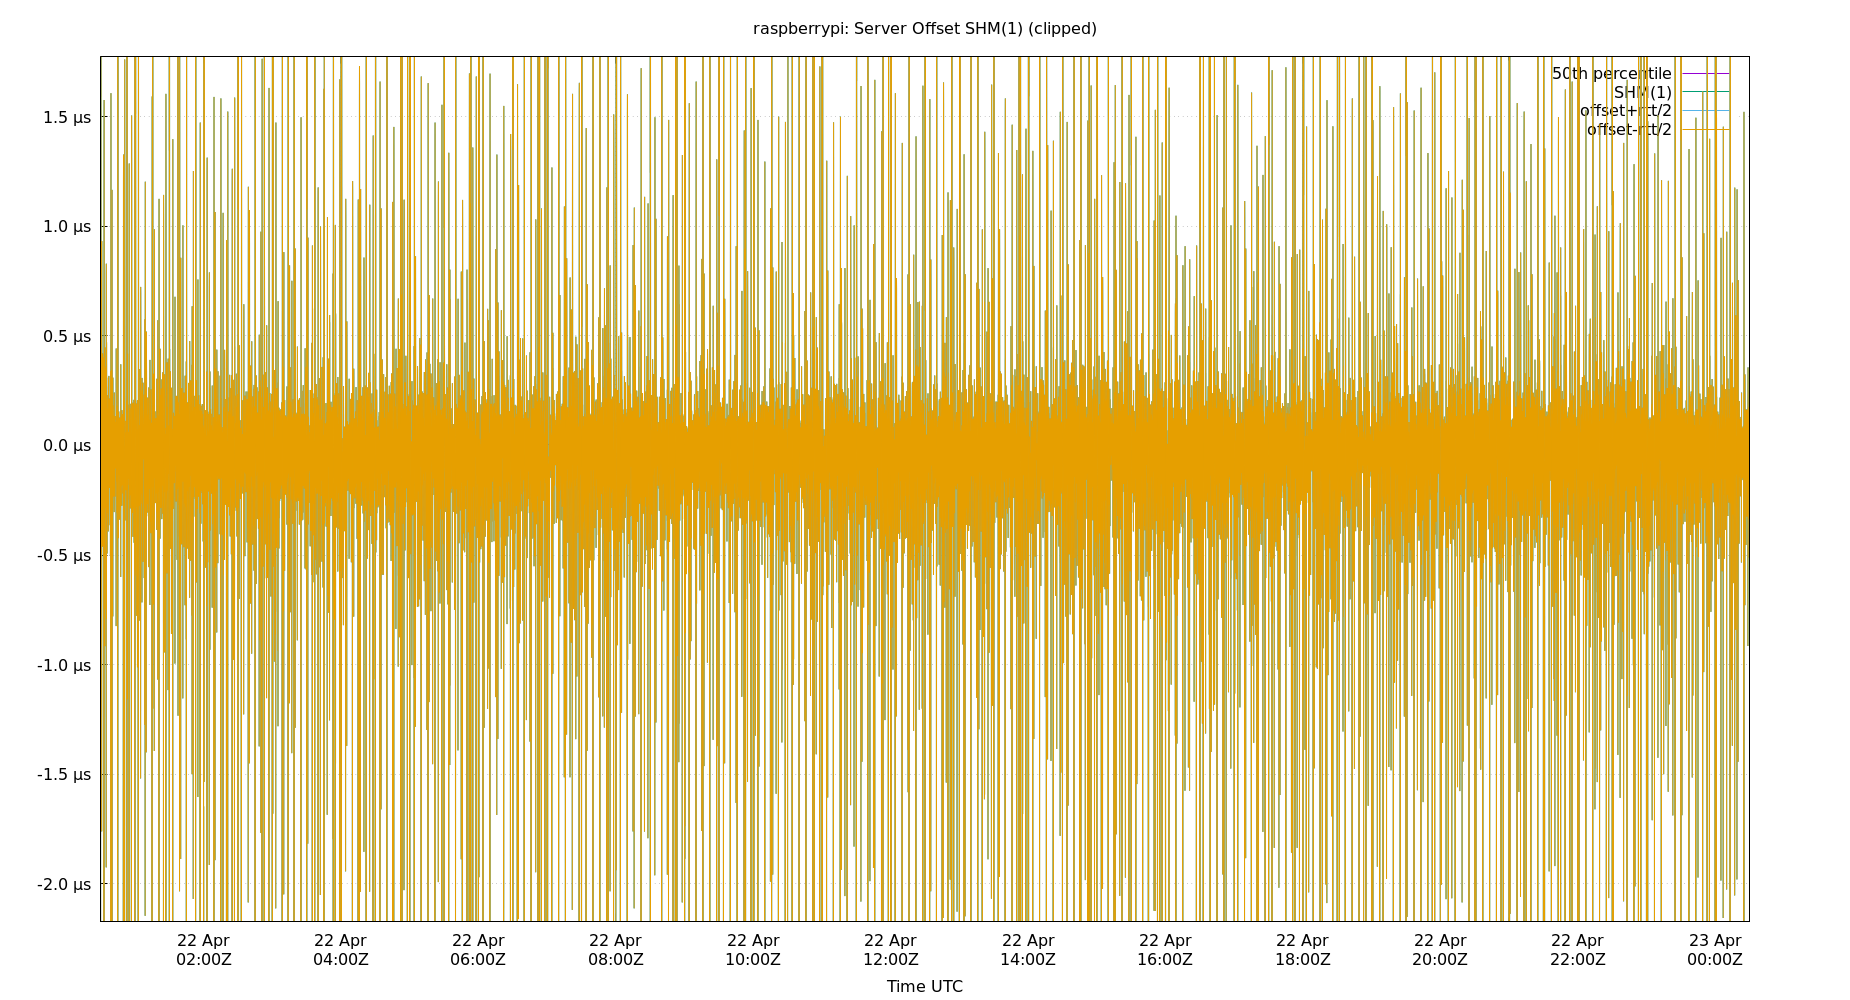 raspberrypi: Server Offset SHM(1) (clipped)
50th percentile
SHM(1)
offset+rtt/2
offset-rtt/2
1.5 µs
1.0 µs
0.5 µs
0.0 µs
-0.5 µs
-1.0 µs
-1.5 µs
-2.0 µs
22 Apr 22 Apr 22 Apr 22 Apr 22 Apr 22 Apr 22 Apr 22 Apr 22 Apr 22 Apr 22 Apr 23 Apr
02:00Z 04:00Z 06:00Z 08:00Z 10:00Z 12:00Z 14:00Z 16:00Z 18:00Z 20:00Z 22:00Z 00:00Z
Time UTC